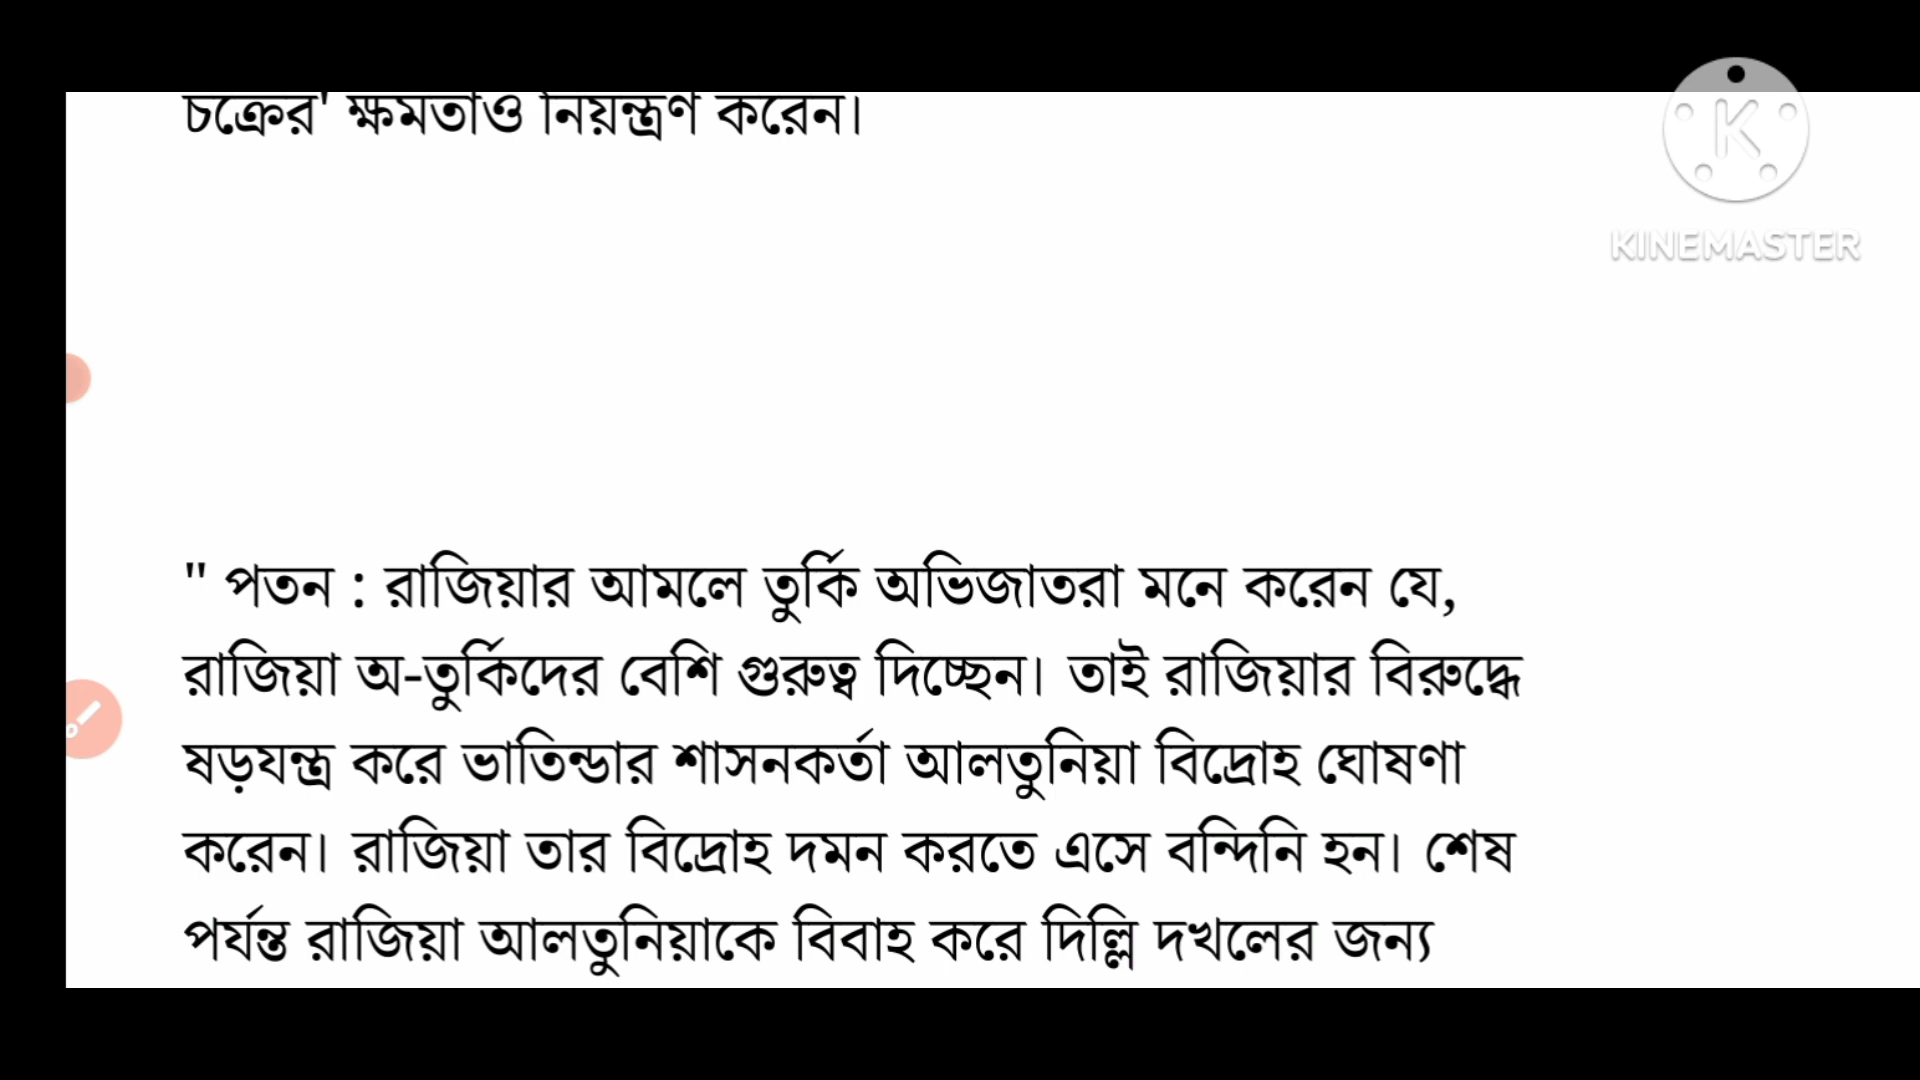 চক্রের' ক্ষমতাও নিয়ন্ত্রণ করেন।
K
KINEMASTER
" পতন : রাজিয়ার আমলে তুর্কি অভিজাতরা মনে করেন যে,
রাজিয়া অ-তুর্কিদের বেশি গুরুত্ব দিচ্ছেন। তাই রাজিয়ার বিরুদ্ধে
ষড়যন্ত্র করে ভাতিন্ডার শাসনকর্তা আলতুনিয়া বিদ্রোহ ঘোষণা
করেন। রাজিয়া তার বিদ্রোহ দমন করতে এসে বন্দিনি হন। শেষ
পর্যন্ত রাজিয়া আলতুনিয়াকে বিবাহ করে দিল্লি দখলের জন্য